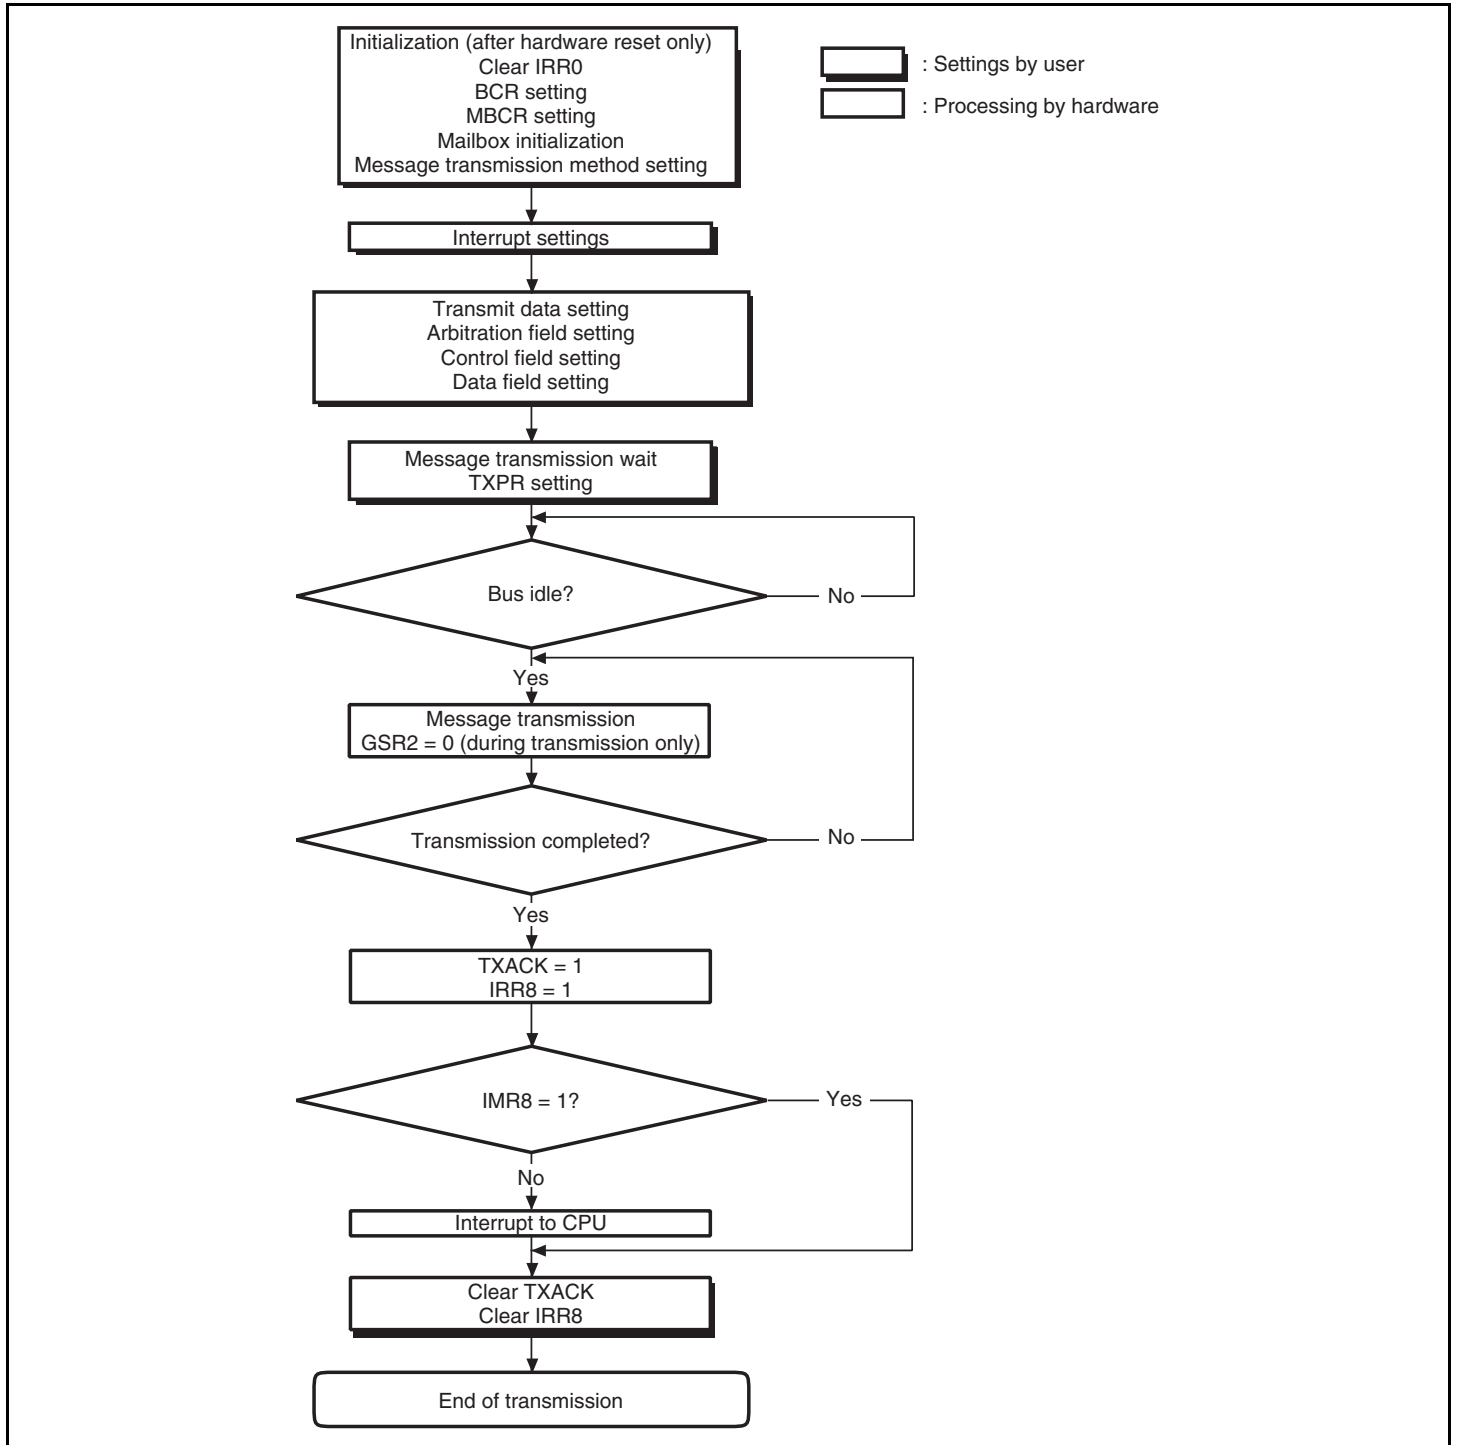 Initialization (after hardware reset only)
Clear IRR0
BCR setting
MBCR setting
Mailbox initialization
Message transmission method setting
: Settings by user
: Processing by hardware
Interrupt settings
Transmit data setting
Arbitration field setting
Control field setting
Data field setting
Message transmission wait
TXPR setting
Bus idle?
No
Yes
Message transmission
GSR2 = 0 (during transmission only)
Transmission completed?
No
Yes
TXACK = 1
IRR8 = 1
IMR8 = 1?
Yes
No
Interrupt to CPU
Clear TXACK
Clear IRR8
End of transmission